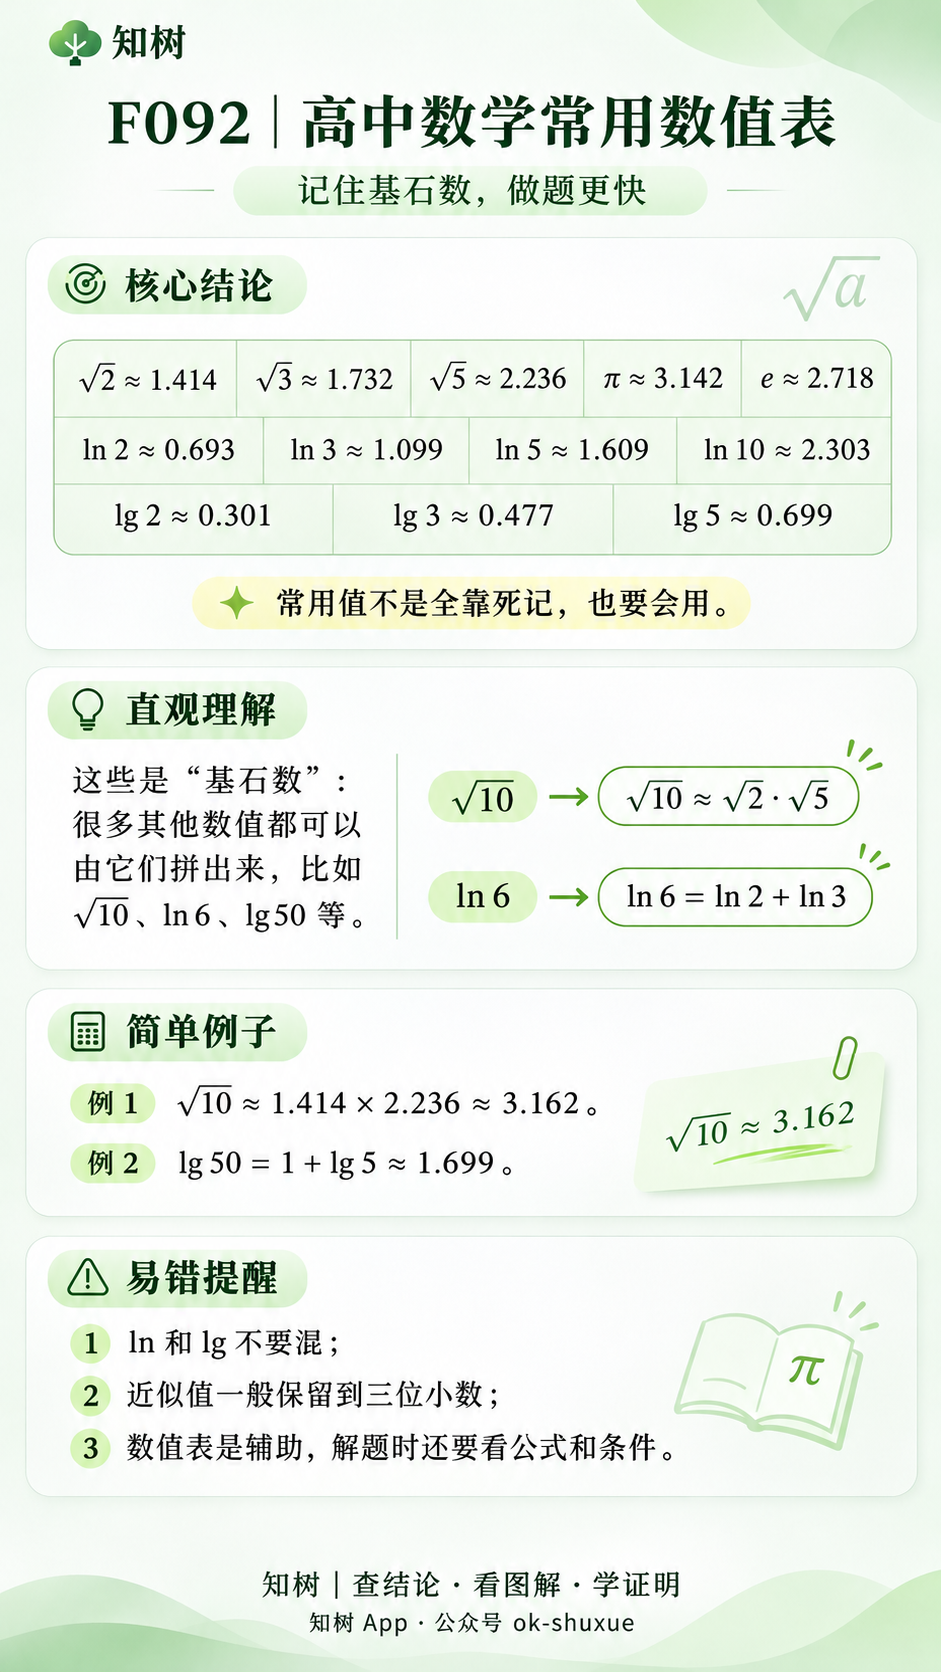 知树
F092｜高中数学常用数值表
记住基石数，做题更快
核心结论
√a
√2 ≈ 1.414 √3 ≈ 1.732 √5 ≈ 2.236 π ≈ 3.142 e ≈ 2.718
ln 2 ≈ 0.693 ln 3 ≈ 1.099 ln 5 ≈ 1.609 ln 10 ≈ 2.303
lg 2 ≈ 0.301 lg 3 ≈ 0.477 lg 5 ≈ 0.699
常用值不是全靠死记，也要会用。
直观理解
这些是“基石数”：
很多其他数值都可以
由它们拼出来，比如
√10、ln 6、lg50 等。
√10 → √10 ≈ √2 · √5
ln 6 → ln 6 = ln 2 + ln 3
简单例子
例 1 √10 ≈ 1.414 × 2.236 ≈ 3.162。
例 2 lg 50 = 1 + lg 5 ≈ 1.699。
√10 ≈ 3.162
易错提醒
1 ln 和 lg 不要混；
2 近似值一般保留到三位小数；
3 数值表是辅助，解题时还要看公式和条件。
π
知树｜查结论 · 看图解 · 学证明
知树 App · 公众号 ok-shuxue